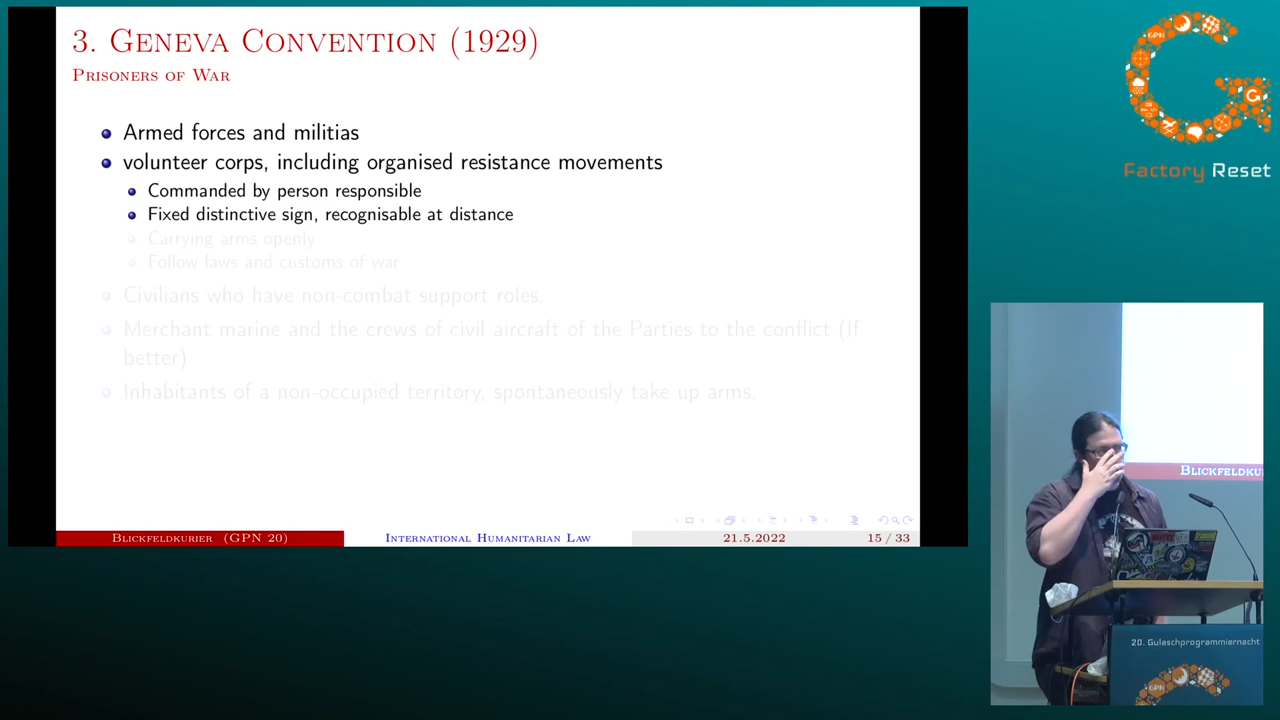 3. Geneva Convention (1929)
Prisoners of War
Armed forces and militias
volunteer corps, including organised resistance movements
Commanded by person responsible
Fixed distinctive sign, recognisable at distance
Carrying arms openly
Follow laws and customs of war
Civilians who have non-combat support roles.
Merchant marine and the crews of civil aircraft of the Parties to the conflict (If
better)
Inhabitants of a non-occupied territory, spontaneously take up arms.
Blickfeldkurier (GPN 20)
International Humanitarian Law
21.5.2022
15 / 33
GPN
G
Factory Reset
Blickfeldku
20. Gulaschprogrammiernacht
GPN